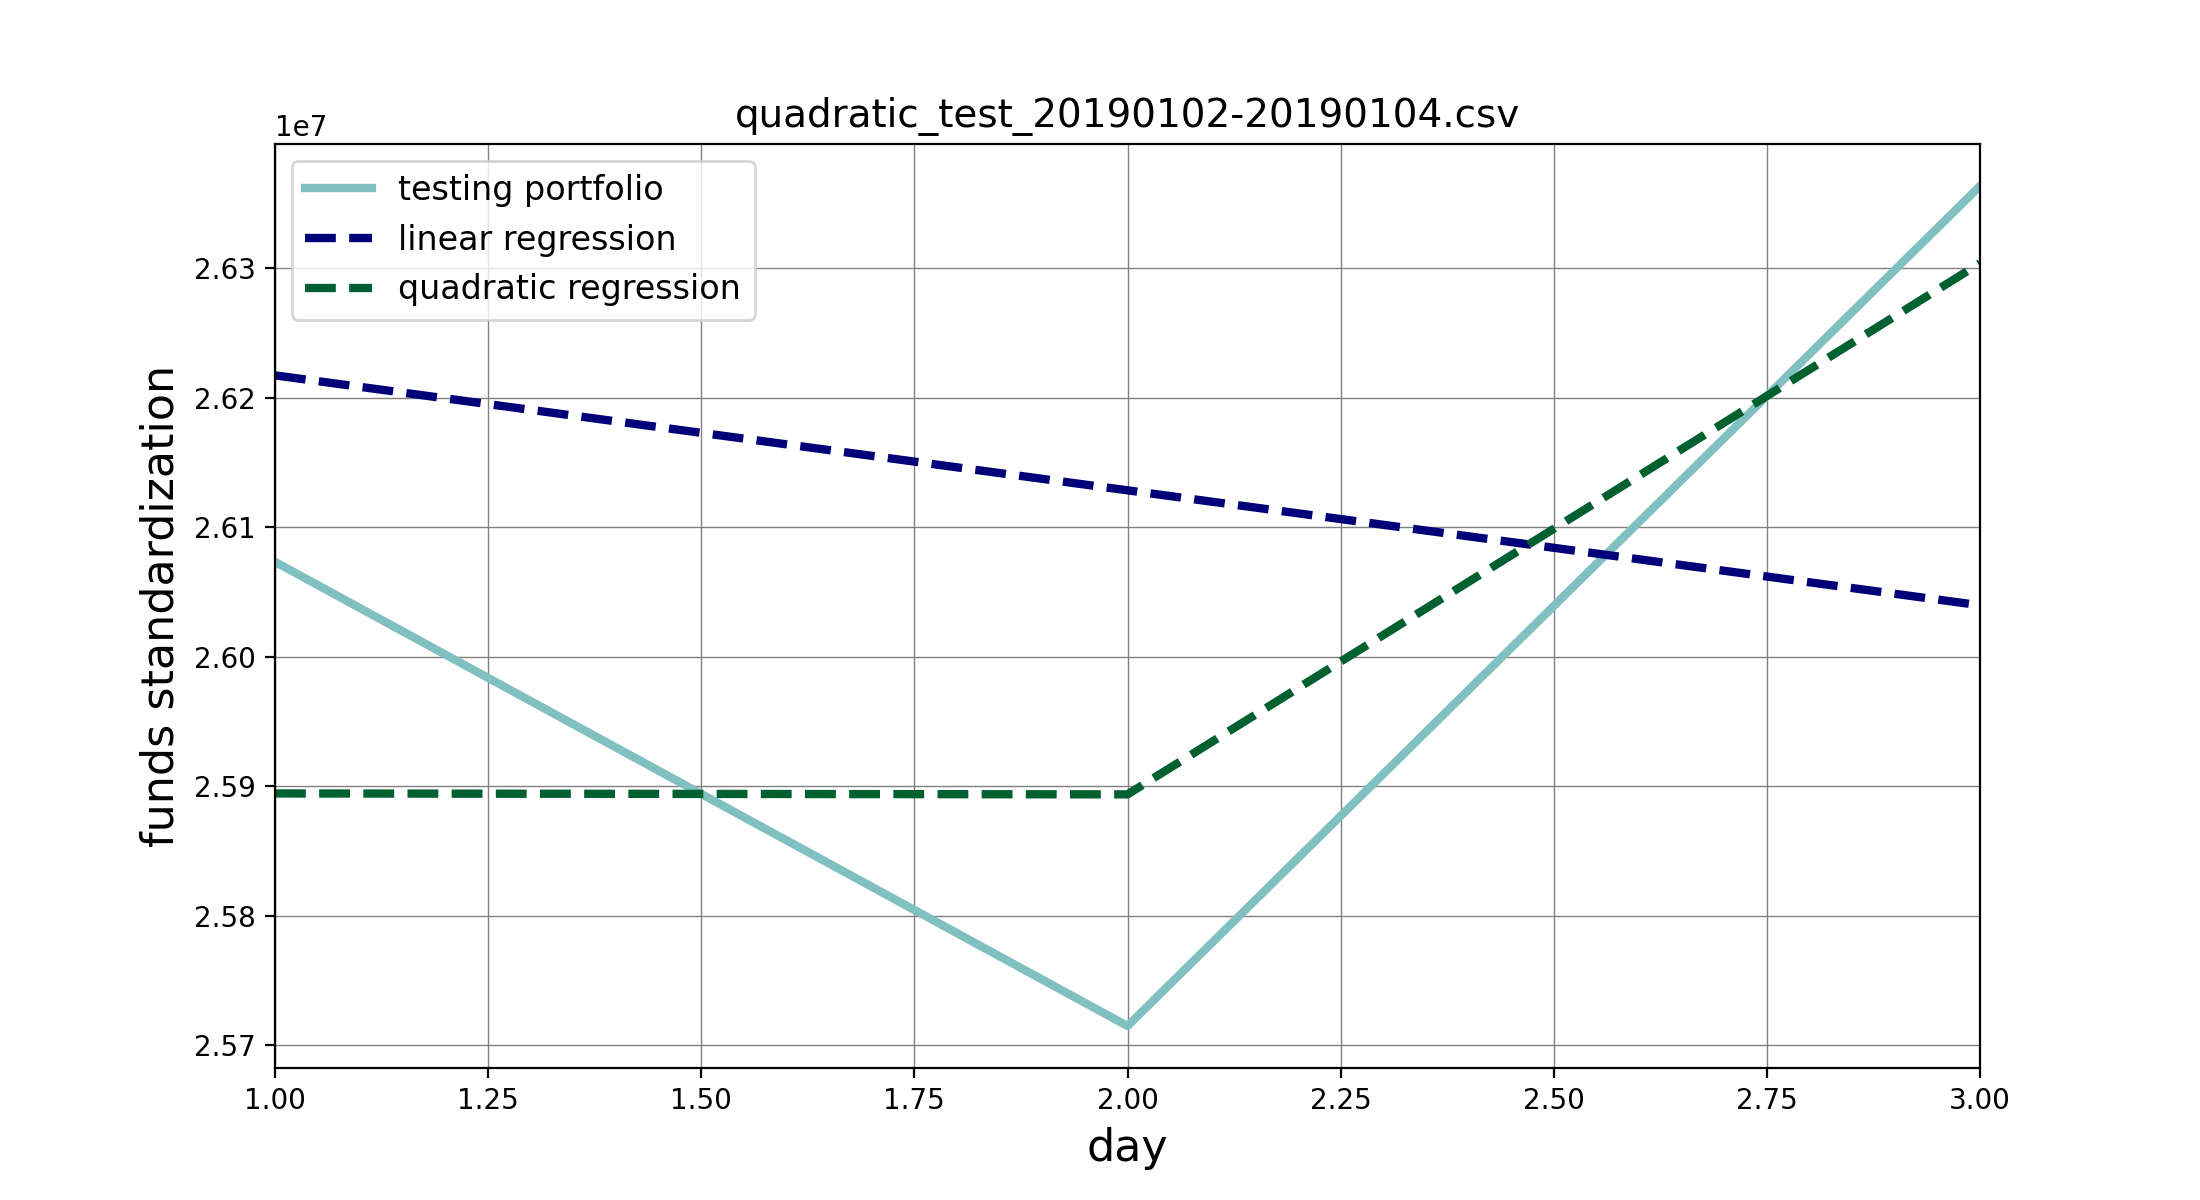 quadratic_test_20190102-20190104.csv
1e7
testing portfolio
linear regression
quadratic regression
funds standardization
2.63
2.62
2.61
2.60
2.59
2.58
2.57
1.00 1.25 1.50 1.75 2.00 2.25 2.50 2.75 3.00
day